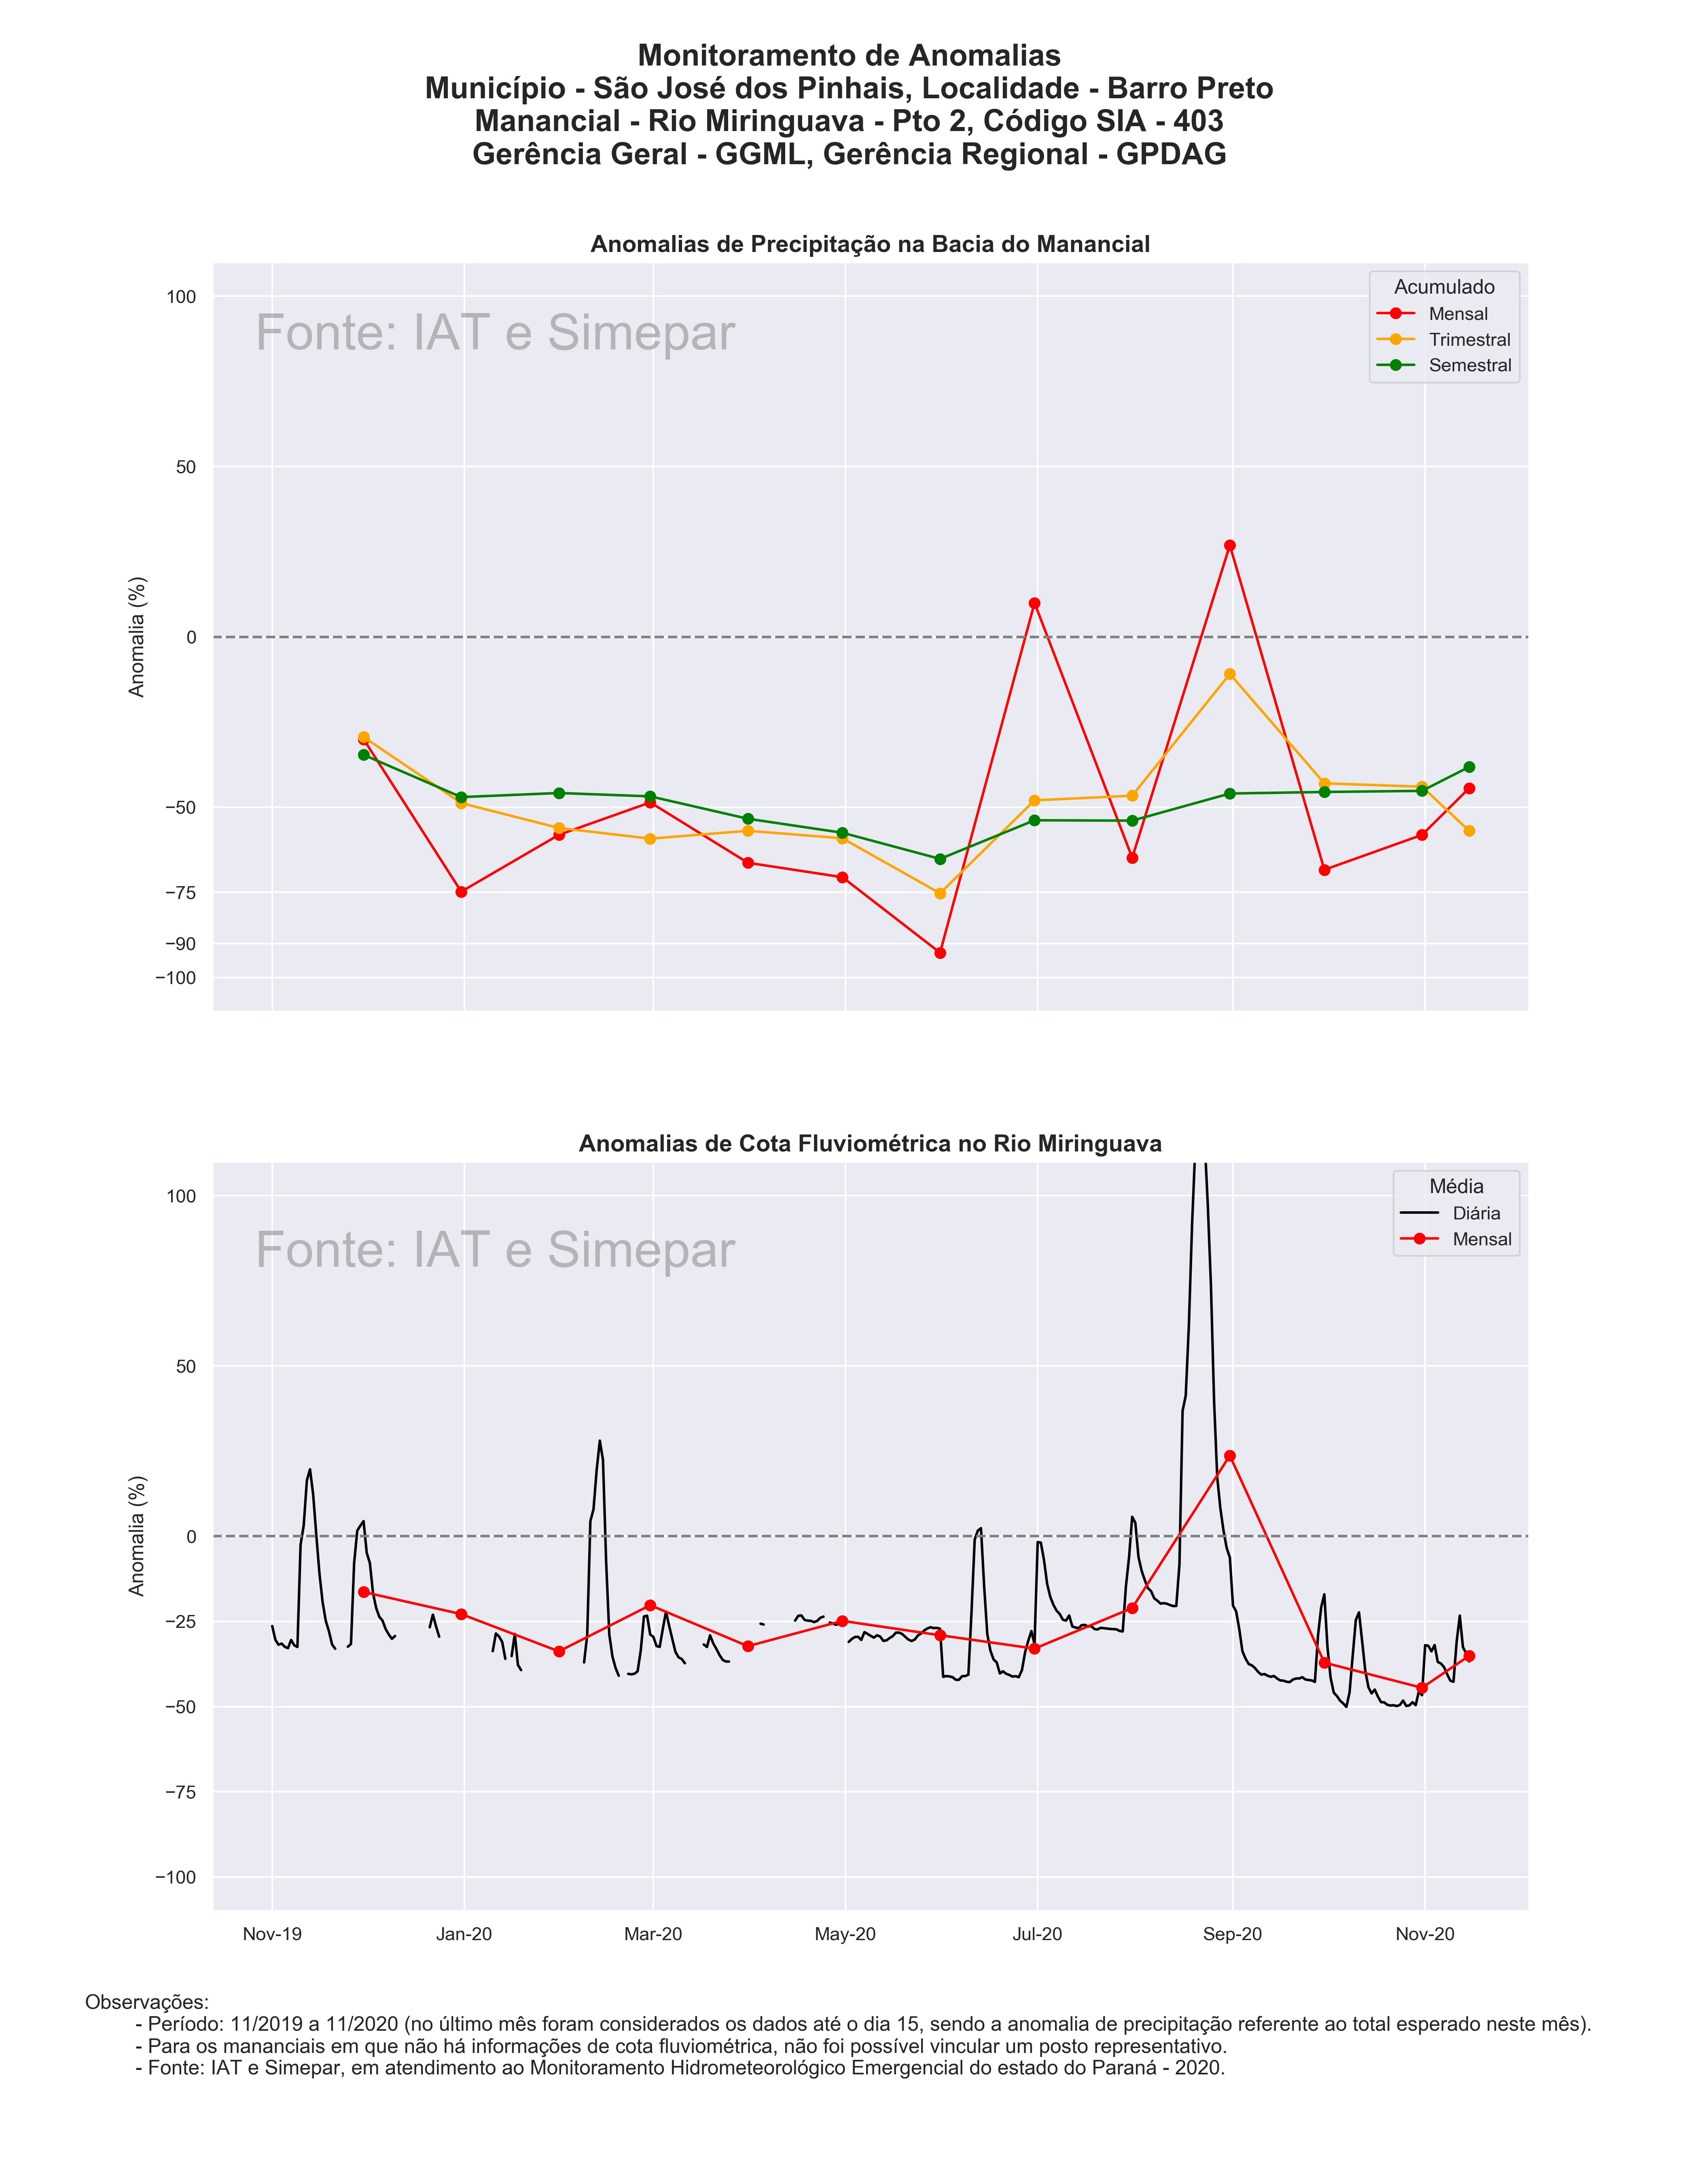 Monitoramento de Anomalias
Município - São José dos Pinhais, Localidade - Barro Preto
Manancial - Rio Miringuava - Pto 2, Código SIA - 403
Gerência Geral - GGML, Gerência Regional - GPDAG
Anomalias de Precipitação na Bacia do Manancial
Fonte: IAT e Simepar
Acumulado
Mensal
Trimestral
Semestral
Anomalia (%)
100
50
0
−50
−75
−90
−100
Anomalias de Cota Fluviométrica no Rio Miringuava
Fonte: IAT e Simepar
Média
Diária
Mensal
Anomalia (%)
100
50
0
−25
−50
−75
−100
Nov-19 Jan-20 Mar-20 May-20 Jul-20 Sep-20 Nov-20
Observações:
- Período: 11/2019 a 11/2020 (no último mês foram considerados os dados até o dia 15, sendo a anomalia de precipitação referente ao total esperado neste mês).
- Para os mananciais em que não há informações de cota fluviométrica, não foi possível vincular um posto representativo.
- Fonte: IAT e Simepar, em atendimento ao Monitoramento Hidrometeorológico Emergencial do estado do Paraná - 2020.